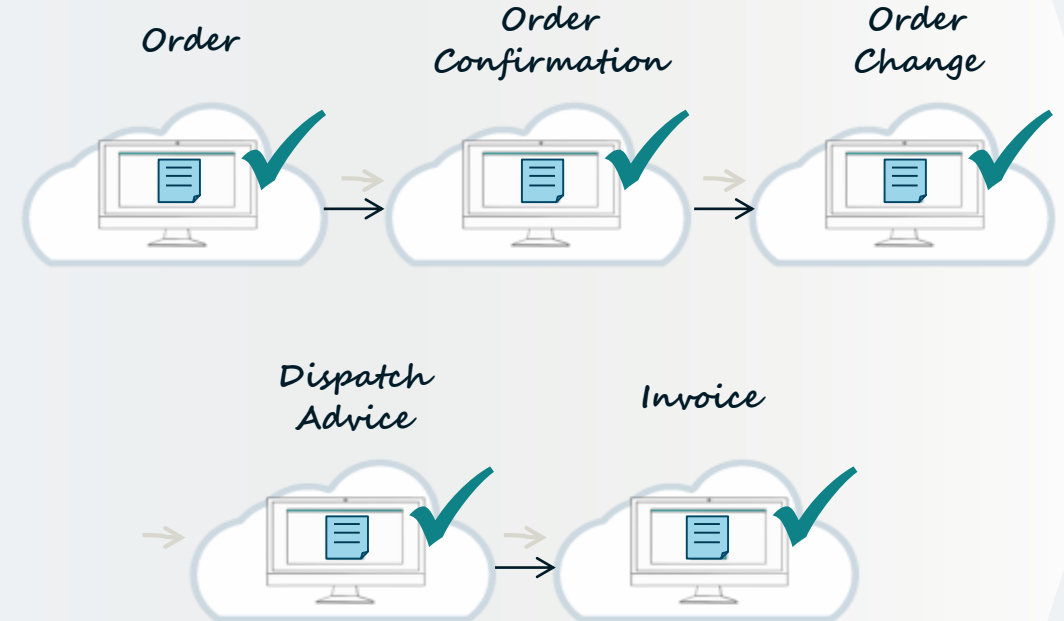 Order
Order
Confirmation
Order
Change
Dispatch
Advice
Invoice